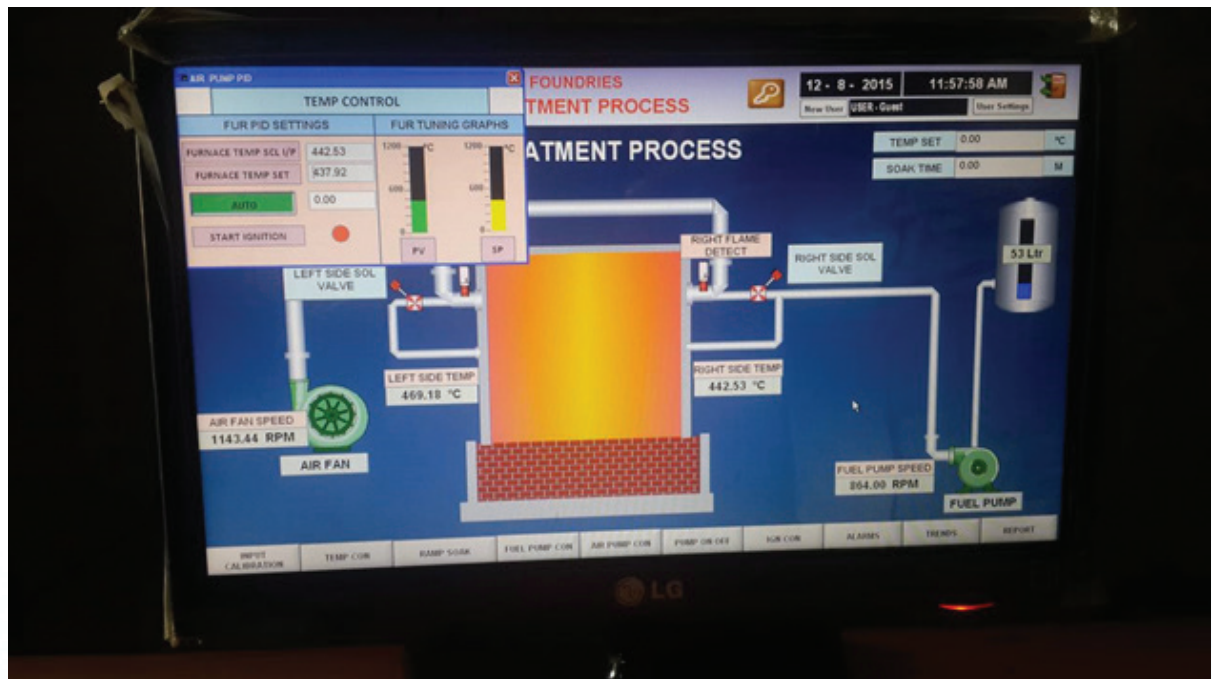 AIR PUMP PID
TEMP CONTROL
FUR PID SETTINGS
FUR TUNING GRAPHS
FURNACE TEMP SCL I/P
442.53
FURNACE TEMP SET
437.92
AUTO
0.00
START IGNITION
1200
°C
600
0
PV
1200
°C
600
0
SP
FOUNDRIES
TMENT PROCESS
12 - 8 - 2015
11:57:58 AM
New User
USER - Guest
User Settings
ATMENT PROCESS
TEMP SET
0.00
°C
SOAK TIME
0.00
M
RIGHT FLAME
DETECT
RIGHT SIDE SOL
VALVE
53 Ltr
LEFT SIDE SOL
VALVE
LEFT SIDE TEMP
469.18 °C
RIGHT SIDE TEMP
442.53 °C
AIR FAN SPEED
1143.44 RPM
AIR FAN
FUEL PUMP SPEED
864.00 RPM
FUEL PUMP
INPUT
CALIBRATION
TEMP CON
RAMP SOAK
FUEL PUMP CON
AIR PUMP CON
PUMP ON OFF
IGN CON
ALARMS
TRENDS
REPORT
LG